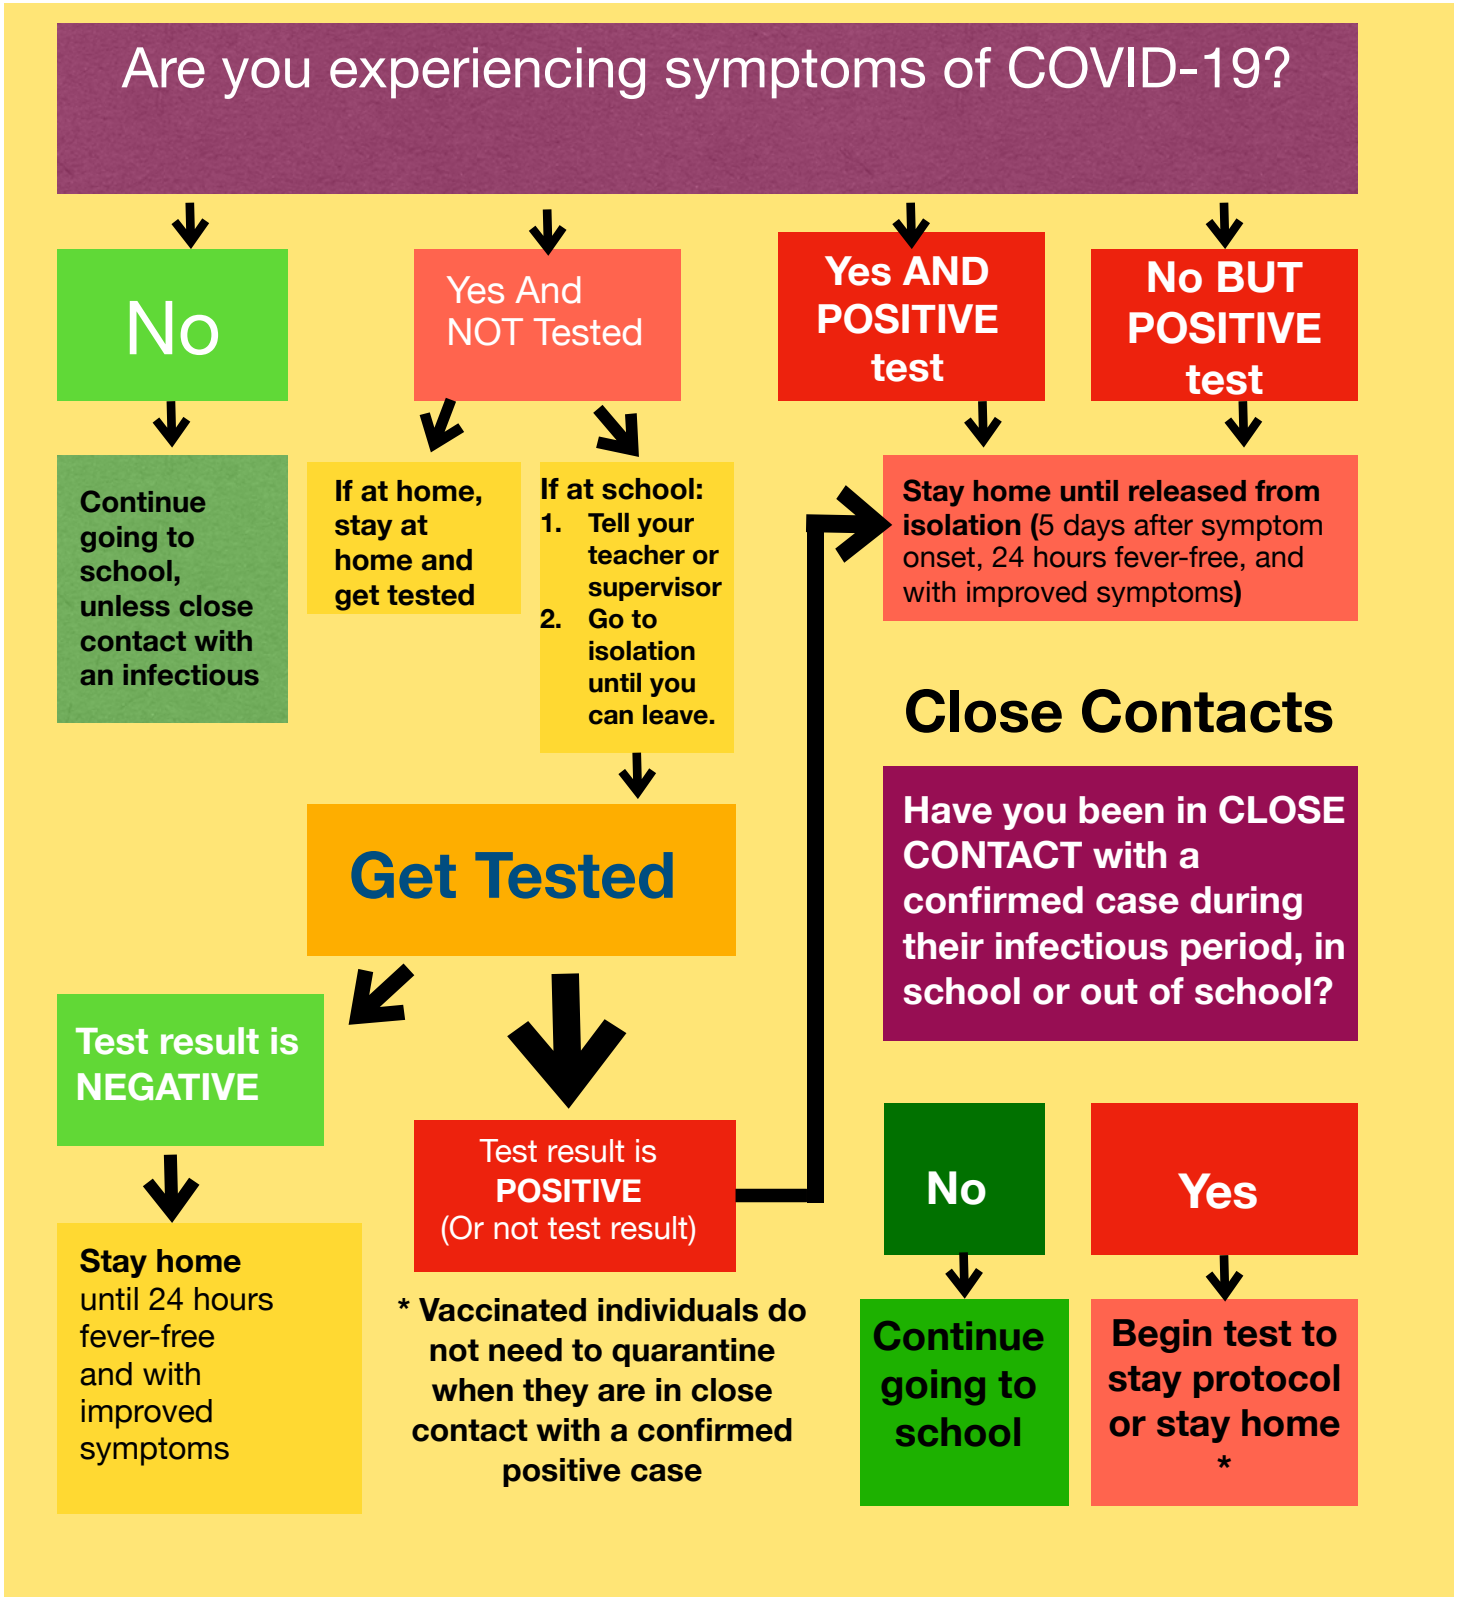 Are you experiencing symptoms of COVID-19?
No
Yes And
NOT Tested
Yes AND
POSITIVE
test
No BUT
POSITIVE
test
Continue
going to
school,
unless close
contact with
an infectious
If at home,
stay at
home and
get tested
If at school:
1. Tell your
teacher or
supervisor
2. Go to
isolation
until you
can leave.
Stay home until released from
isolation (5 days after symptom
onset, 24 hours fever-free, and
with improved symptoms)
Get Tested
Test result is
NEGATIVE
Test result is
POSITIVE
(Or not test result)
Stay home
until 24 hours
fever-free
and with
improved
symptoms
* Vaccinated individuals do
not need to quarantine
when they are in close
contact with a confirmed
positive case
Close Contacts
Have you been in CLOSE
CONTACT with a
confirmed case during
their infectious period, in
school or out of school?
No
Yes
Continue
going to
school
Begin test to
stay protocol
or stay home
*